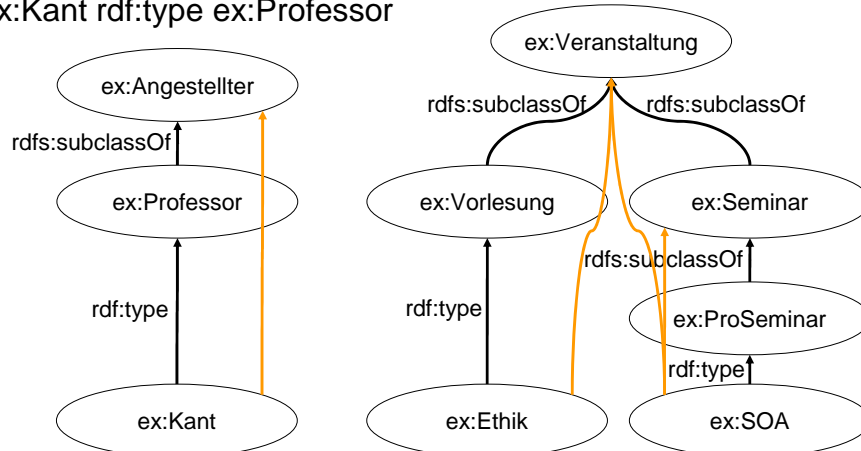 x:Kant rdf:type ex:Professor
ex:Veranstaltung
ex:Angestellter
rdfs:subclassOf rdfs:subclassOf
rdfs:subclassOf
ex:Professor ex:Vorlesung ex:Seminar
rdfs:subclassOf
rdf:type rdf:type ex:ProSeminar
rdf:type
ex:Kant ex:Ethik ex:SOA